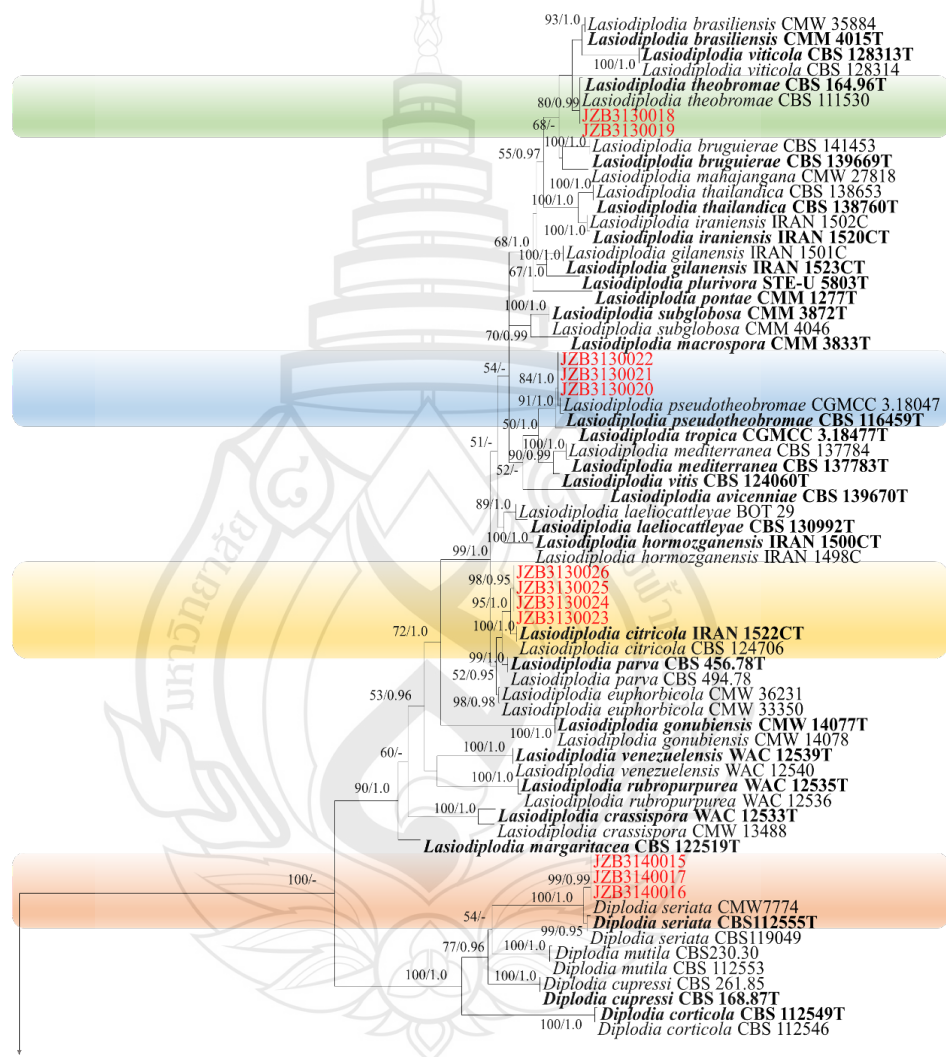 93/1.0
Lasiodiplodia brasiliensis CMW 35884
Lasiodiplodia brasiliensis CMM 4015T
Lasiodiplodia viticola CBS 128313T
100/1.0
Lasiodiplodia viticola CBS 128314
Lasiodiplodia theobromae CBS 164.96T
80/0.99
Lasiodiplodia theobromae CBS 111530
JZB3130018
68/-
JZB3130019
100/1.0
Lasiodiplodia bruguierae CBS 141453
55/0.97
Lasiodiplodia bruguierae CBS 139669T
Lasiodiplodia mahajangana CMW 27818
100/1.0
Lasiodiplodia thailandica CBS 138653
100/1.0
Lasiodiplodia thailandica CBS 138760T
Lasiodiplodia iraniensis IRAN 1502C
100/1.0
Lasiodiplodia iraniensis IRAN 1520CT
68/1.0
100/1.0
Lasiodiplodia gilanensis IRAN 1501C
67/1.0
Lasiodiplodia gilanensis IRAN 1523CT
Lasiodiplodia plurivora STE-U 5803T
Lasiodiplodia pontae CMM 1277T
100/1.0
Lasiodiplodia subglobosa CMM 3872T
Lasiodiplodia subglobosa CMM 4046
70/0.99
Lasiodiplodia macrospora CMM 3833T
JZB3130022
54/-
JZB3130021
84/1.0
JZB3130020
91/1.0
Lasiodiplodia pseudotheobromae CGMCC 3.18047
Lasiodiplodia pseudotheobromae CBS 116459T
50/1.0
Lasiodiplodia tropica CGMCC 3.18477T
51/-
100/1.0
Lasiodiplodia mediterranea CBS 137784
90/0.99
Lasiodiplodia mediterranea CBS 137783T
52/-
Lasiodiplodia vitis CBS 124060T
Lasiodiplodia avicenniae CBS 139670T
89/1.0
Lasiodiplodia laeliocattleyae BOT 29
Lasiodiplodia laeliocattleyae CBS 130992T
100/1.0
Lasiodiplodia hormozganensis IRAN 1500CT
99/1.0
Lasiodiplodia hormozganensis IRAN 1498C
98/0.95
JZB3130026
JZB3130025
95/1.0
JZB3130024
JZB3130023
100/1.0
Lasiodiplodia citricola IRAN 1522CT
72/1.0
Lasiodiplodia citricola CBS 124706
99/1.0
Lasiodiplodia parva CBS 456.78T
52/0.95
Lasiodiplodia parva CBS 494.78
53/0.96
Lasiodiplodia euphorbicola CMW 36231
98/0.98
Lasiodiplodia euphorbicola CMW 33350
Lasiodiplodia gonubiensis CMW 14077T
100/1.0
Lasiodiplodia gonubiensis CMW 14078
60/-
100/1.0
Lasiodiplodia venezuelensis WAC 12539T
Lasiodiplodia venezuelensis WAC 12540
100/1.0
Lasiodiplodia rubropurpurea WAC 12535T
90/1.0
Lasiodiplodia rubropurpurea WAC 12536
100/1.0
Lasiodiplodia crassispora WAC 12533T
Lasiodiplodia crassispora CMW 13488
Lasiodiplodia margaritacea CBS 122519T
JZB3140015
100/-
99/0.99
JZB3140017
JZB3140016
100/1.0
Diplodia seriata CMW7774
54/-
Diplodia seriata CBS112555T
99/0.95
Diplodia seriata CBS119049
77/0.96
100/1.0
Diplodia mutila CBS230.30
Diplodia mutila CBS 112553
100/1.0
100/1.0
Diplodia cupressi CBS 261.85
Diplodia cupressi CBS 168.87T
Diplodia corticola CBS 112549T
100/1.0
Diplodia corticola CBS 112546